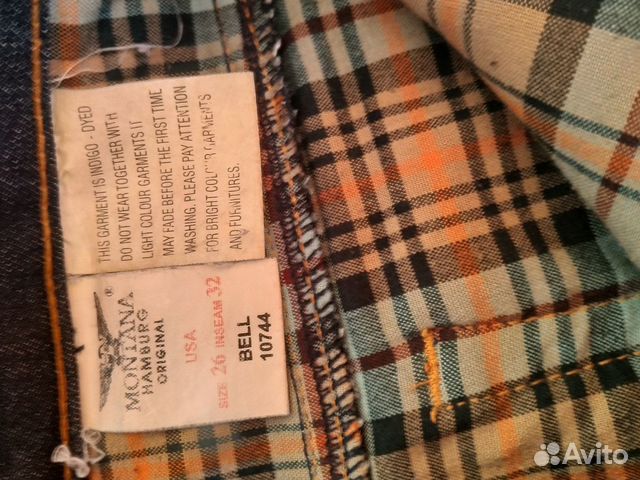 THIS GARMENT IS INDIGO - DYED
DO NOT WEAR TOGETHER WITH
LIGHT COLOUR GARMENTS IT
MAY FADE BEFORE THE FIRST TIME
WASHING. PLEASE PAY ATTENTION
FOR BRIGHT COLOUR GARMENTS
AND FURNITURES.
®
MONTANA
HAMBURG
ORIGINAL
USA
SIZE 26 INSEAM 32
BELL
10744
Avito